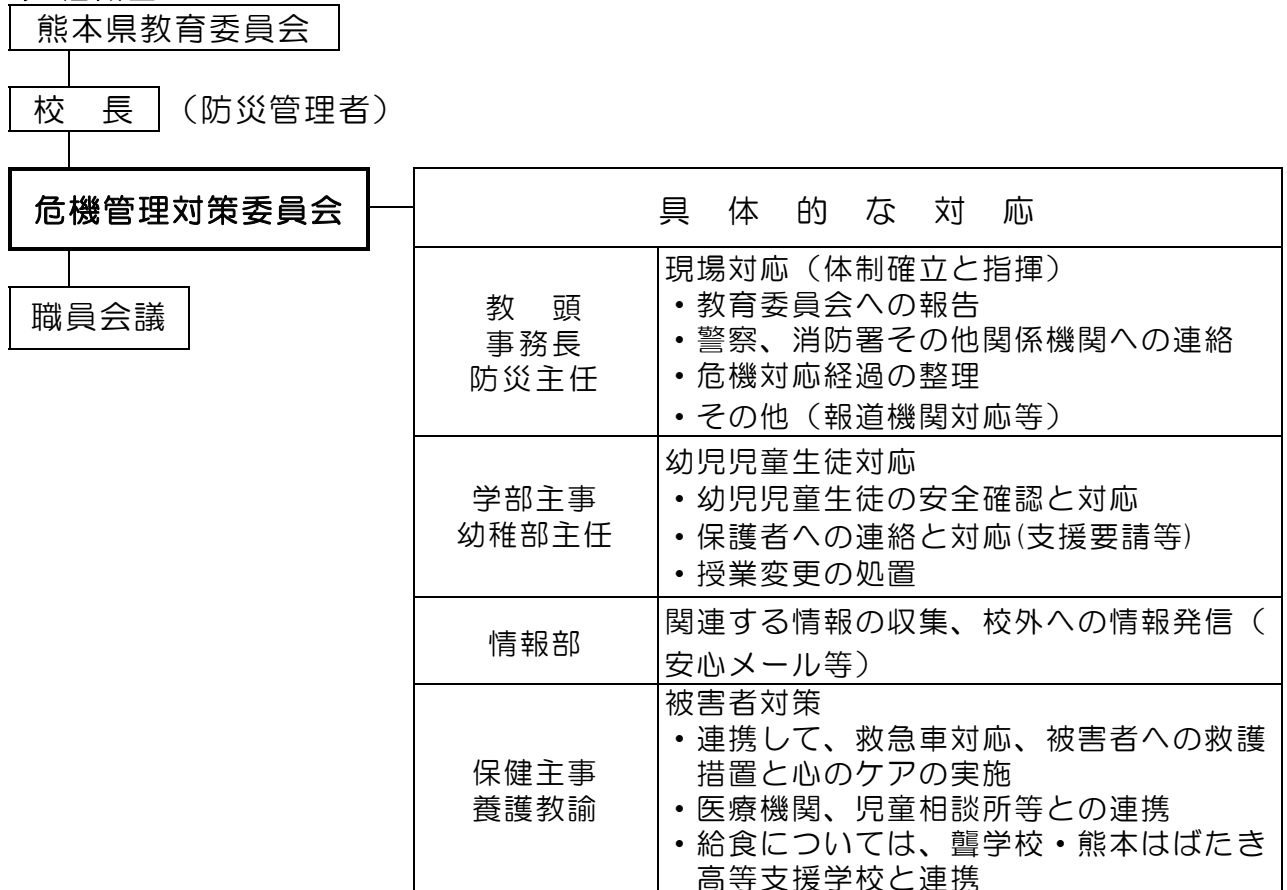 熊本県教育委員会
校　長　（防災管理者）
危機管理対策委員会
職員会議
具　体　的　な　対　応
教　頭
事務長
防災主任
現場対応（体制確立と指揮）
・教育委員会への報告
・警察、消防署その他関係機関への連絡
・危機対応経過の整理
・その他（報道機関対応等）
学部主事
幼稚部主任
幼児児童生徒対応
・幼児児童生徒の安全確認と対応
・保護者への連絡と対応(支援要請等)
・授業変更の処置
情報部
関連する情報の収集、校外への情報発信（
安心メール等）
保健主事
養護教諭
被害者対策
・連携して、救急車対応、被害者への救護
措置と心のケアの実施
・医療機関、児童相談所等との連携
・給食については、聾学校・熊本はばたき
高等支援学校と連携